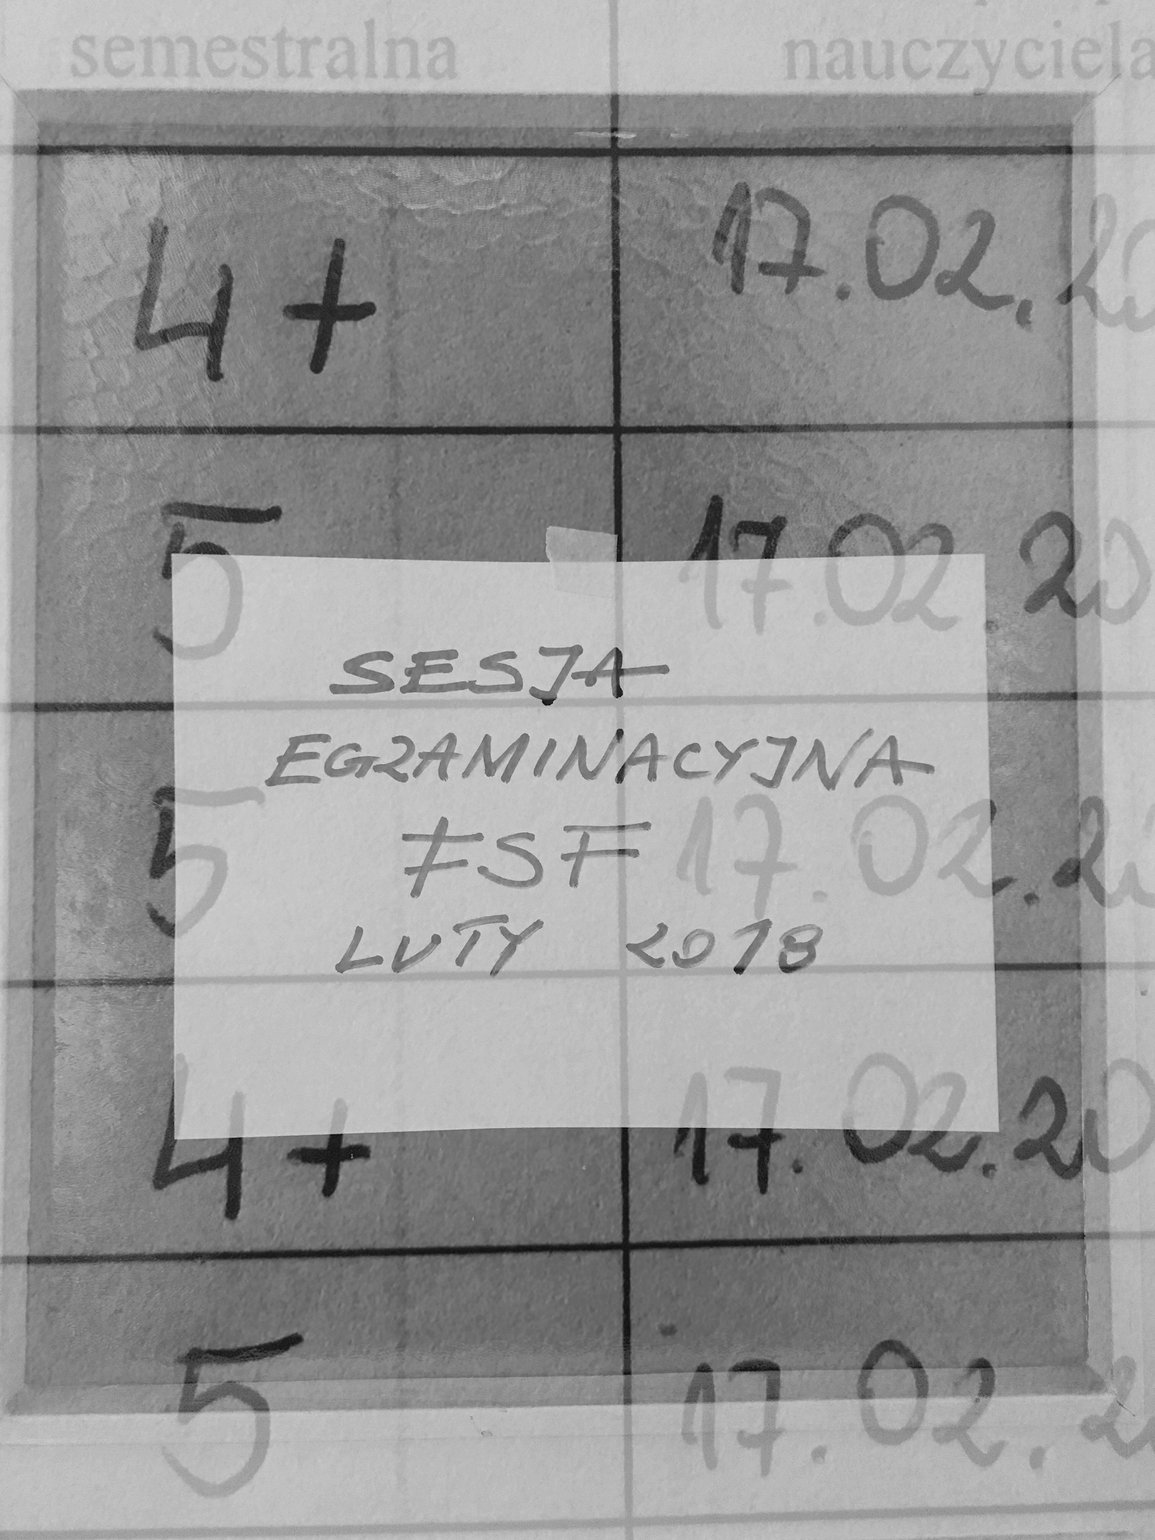 semestralna nauczyciela
4+ 17.02.20
5 17.02.20
SESJA
EGZAMINACYJNA
5 17.02.20
FSF
LUTY 2018
4+ 17.02.20
5 17.02.2